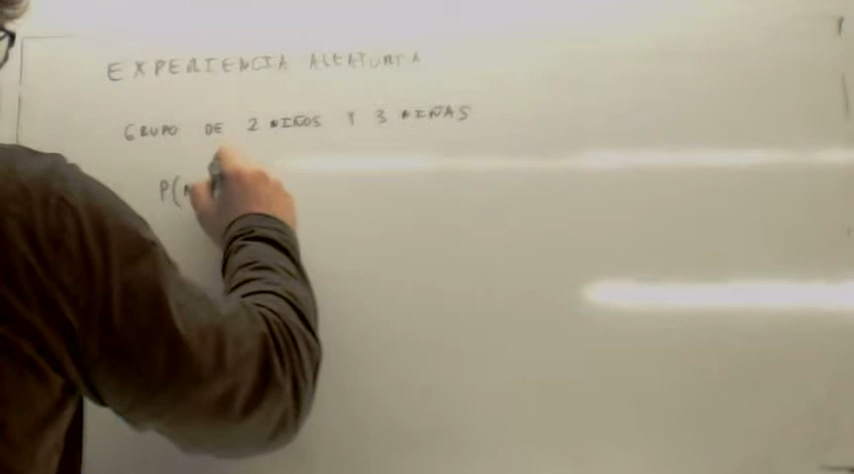 EXPERIENCIA ALEATORIA
GRUPO DE 2 NIÑOS Y 3 NIÑAS
P(